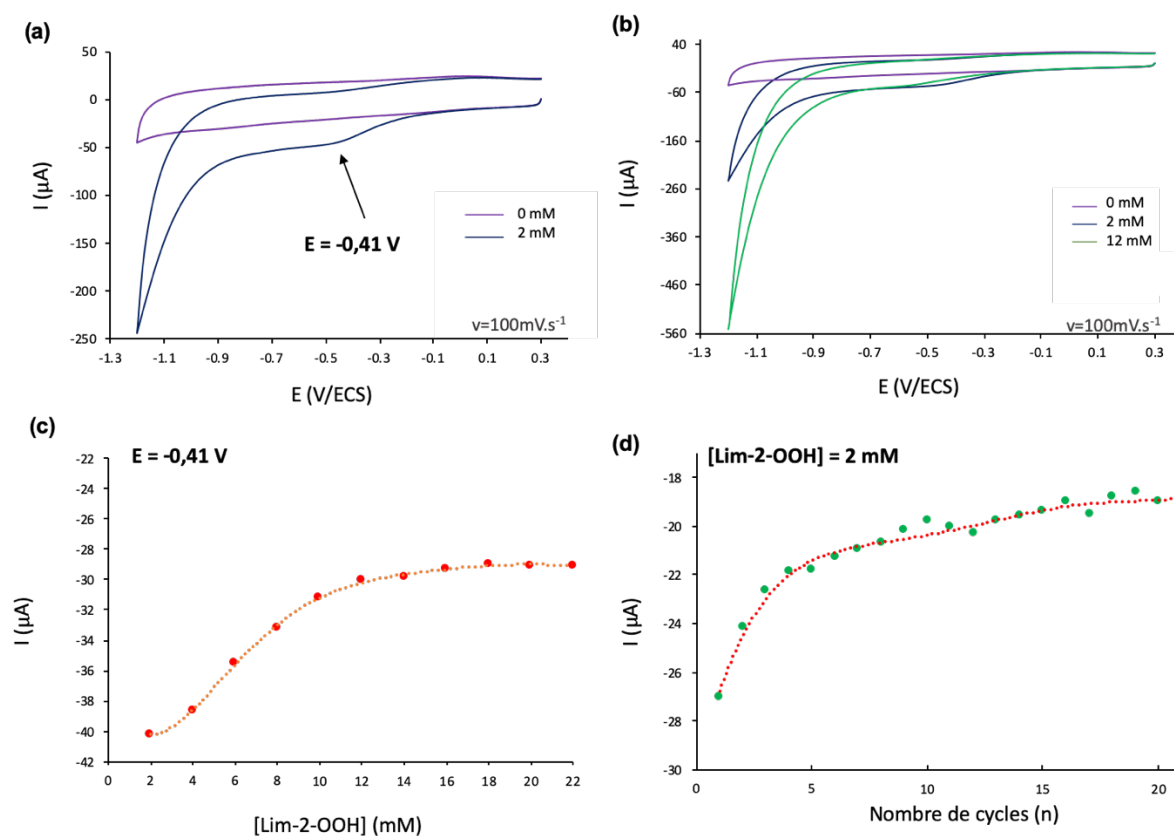 (a)
50
0
-50
-100
-150
-200
-250
I (µA)
E = -0,41 V
0 mM
2 mM
v=100mV.s-1
-1.3 -1.1 -0.9 -0.7 -0.5 -0.3 -0.1 0.1 0.3
E (V/ECS)
(b)
40
-60
-160
-260
-360
-460
-560
I (µA)
0 mM
2 mM
12 mM
v=100mV.s-1
-1.3 -1.1 -0.9 -0.7 -0.5 -0.3 -0.1 0.1 0.3
E (V/ECS)
(c)
E = -0,41 V
-22
-24
-26
-28
-30
-32
-34
-36
-38
-40
-42
I (µA)
0 2 4 6 8 10 12 14 16 18 20 22
[Lim-2-OOH] (mM)
(d)
[Lim-2-OOH] = 2 mM
-18
-20
-22
-24
-26
-28
-30
I (µA)
0 5 10 15 20
Nombre de cycles (n)